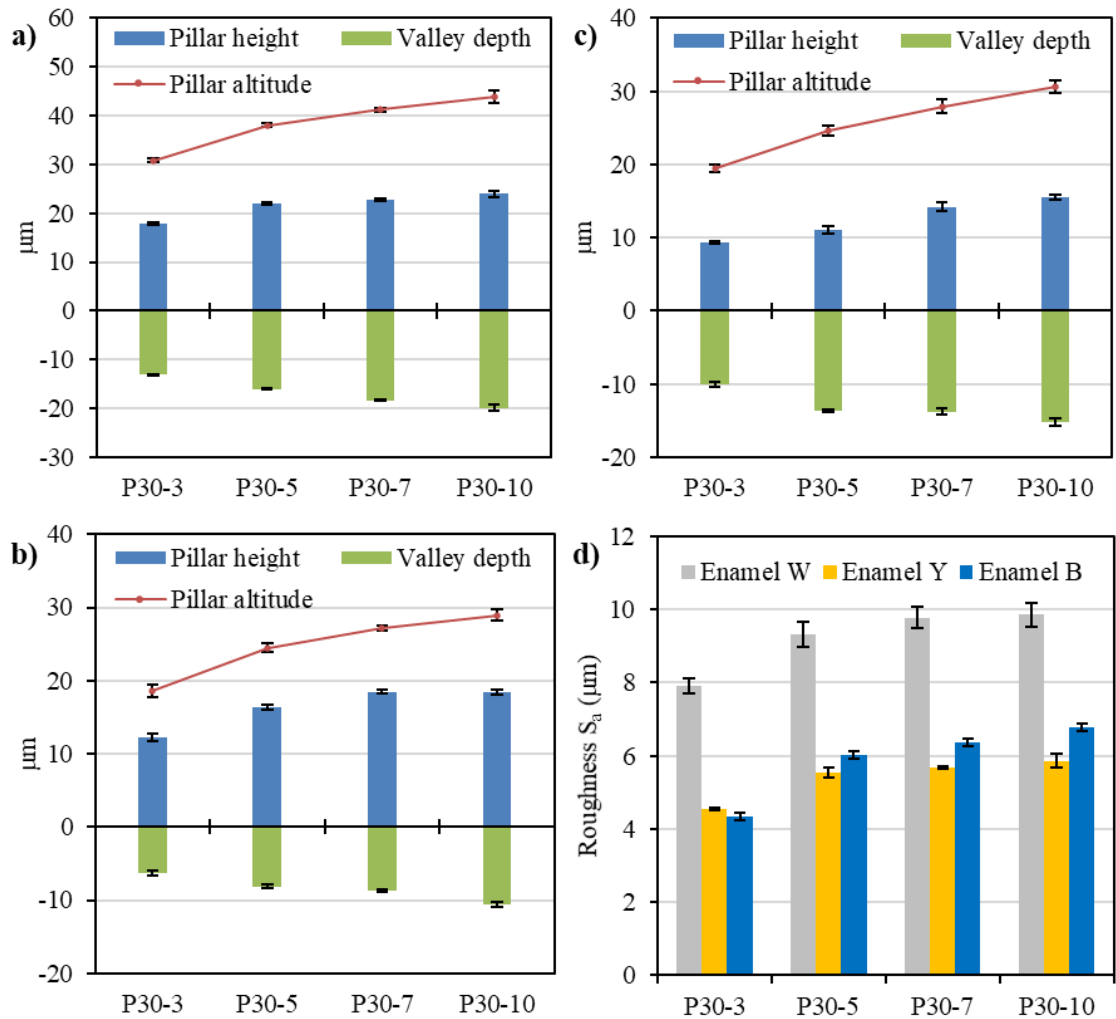 a)
60
50
40
30
20
10
0
-10
-20
-30
μm
Pillar height Valley depth
Pillar altitude
P30-3 P30-5 P30-7 P30-10
c)
40
30
20
10
0
-10
-20
μm
Pillar height Valley depth
Pillar altitude
P30-3 P30-5 P30-7 P30-10
b)
40
30
20
10
0
-10
-20
μm
Pillar height Valley depth
Pillar altitude
P30-3 P30-5 P30-7 P30-10
d)
12
10
8
6
4
2
0
Roughness Sₐ (μm)
Enamel W Enamel Y Enamel B
P30-3 P30-5 P30-7 P30-10